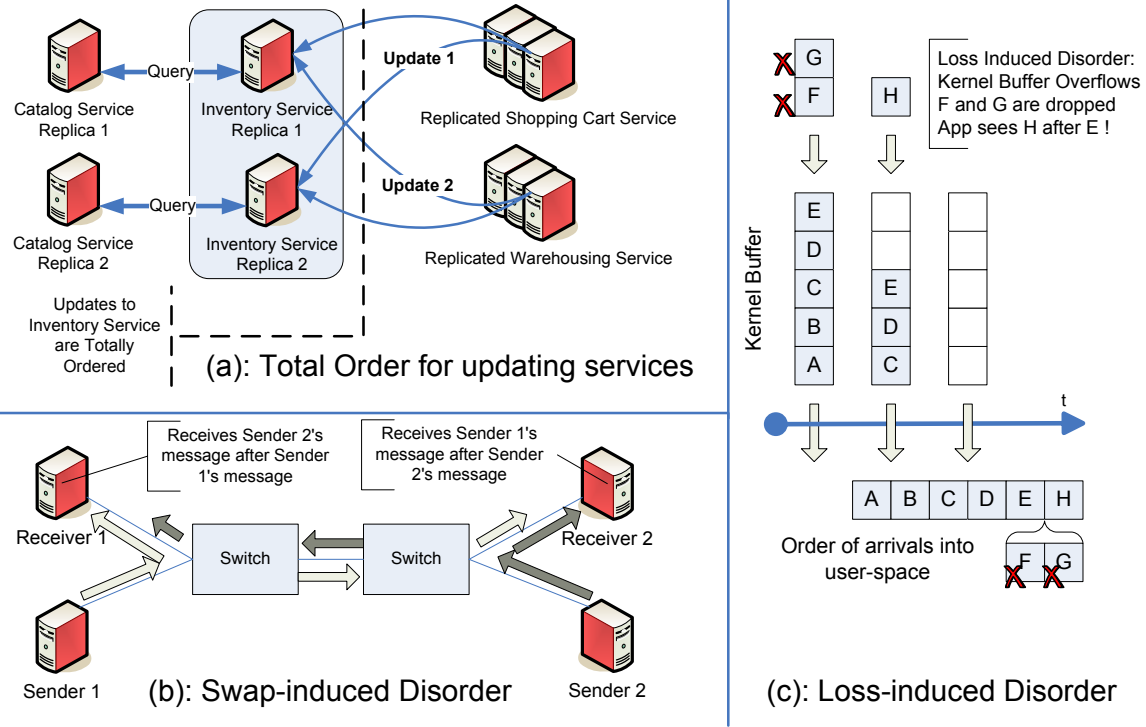 Query
Catalog Service
Replica 1
Inventory Service
Replica 1
Update 1
Replicated Shopping Cart Service
Query
Catalog Service
Replica 2
Inventory Service
Replica 2
Update 2
Replicated Warehousing Service
Updates to
Inventory Service
are Totally
Ordered
(a): Total Order for updating services
Receives Sender 2's
message after Sender
1's message
Receives Sender 1's
message after Sender
2's message
Receiver 1
Switch
Switch
Receiver 2
Sender 1
Sender 2
(b): Swap-induced Disorder
X G
X F
H
Loss Induced Disorder:
Kernel Buffer Overflows
F and G are dropped
App sees H after E !
Kernel Buffer
E
D
C
B
A
E
D
C
t
A B C D E H
Order of arrivals into
user-space
X F X G
(c): Loss-induced Disorder